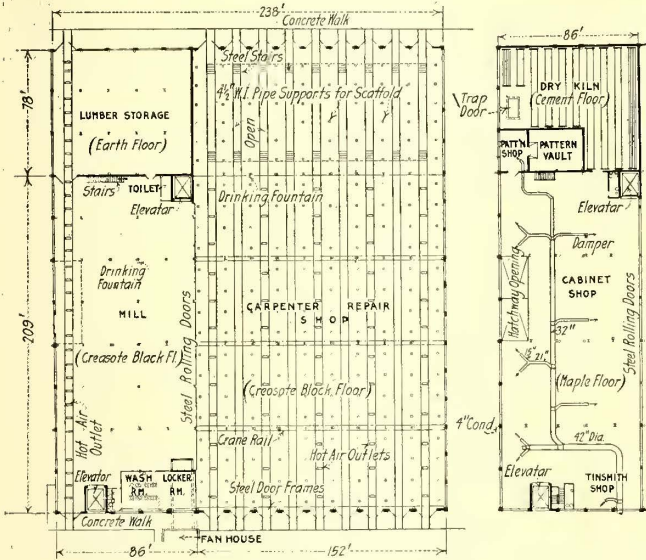 238'
Concrete Walk
86'
Steel Stairs
4½" W.I. Pipe Supports for Scaffold
78'
LUMBER STORAGE
(Earth Floor)
Open
Trap
Door
DRY KILN
(Cement Floor)
PATT'N
SHOP
PATTERN
VAULT
Stairs
TOILET
Elevator
Drinking Fountain
Elevator
Damper
Drinking
Fountain
MILL
(Creasote Black Fl.)
Steel Rolling Doors
CARPENTER REPAIR
SHOP
(Creosote Block Floor)
Hatchway Opening
CABINET
SHOP
Steel Rolling Doors
32"
21"
(Maple Floor)
209'
Hot Air
Outlet
Crane Rail
4" Cond.
42" Dia.
Hot Air Outlets
Elevator
WASH
RM.
LOCKER
RM.
Steel Door Frames
Elevator
TINSMITH
SHOP
Concrete Walk
FAN HOUSE
86'
152'